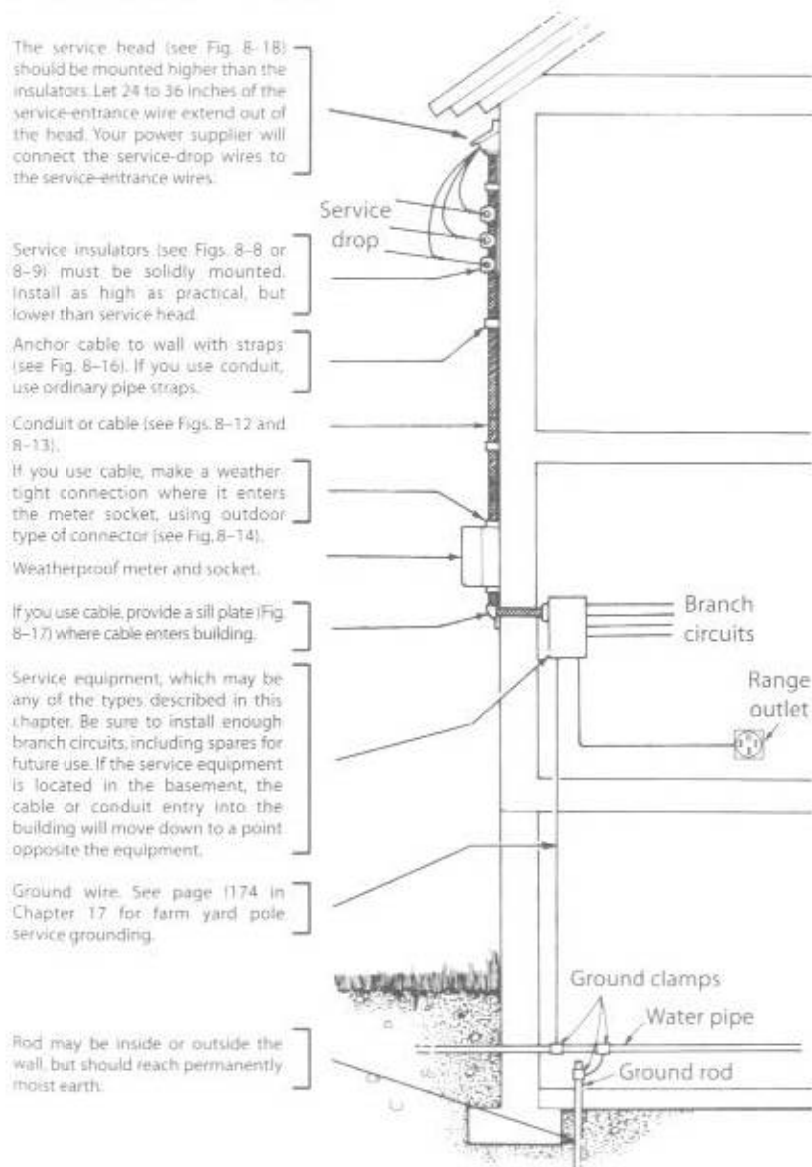 The service head (see Fig. 8-18)
should be mounted higher than the
insulators. Let 24 to 36 inches of the
service-entrance wire extend out of
the head. Your power supplier will
connect the service-drop wires to
the service-entrance wires.
Service
drop
Service insulators (see Figs. 8-8 or
8-9) must be solidly mounted.
Install as high as practical, but
lower than service head.
Anchor cable to wall with straps
(see Fig. 8-16). If you use conduit,
use ordinary pipe straps.
Conduit or cable (see Figs. 8-12 and
8-13).
If you use cable, make a weather
tight connection where it enters
the meter socket, using outdoor
type of connector (see Fig. 8-14).
Weatherproof meter and socket.
If you use cable, provide a sill plate (Fig.
8-17) where cable enters building.
Branch
circuits
Service equipment, which may be
any of the types described in this
chapter. Be sure to install enough
branch circuits, including spares for
future use. If the service equipment
is located in the basement, the
cable or conduit entry into the
building will move down to a point
opposite the equipment.
Range
outlet
Ground wire. See page (174 in
Chapter 17 for farm yard pole
service grounding.
Ground clamps
Water pipe
Ground rod
Rod may be inside or outside the
wall, but should reach permanently
moist earth.